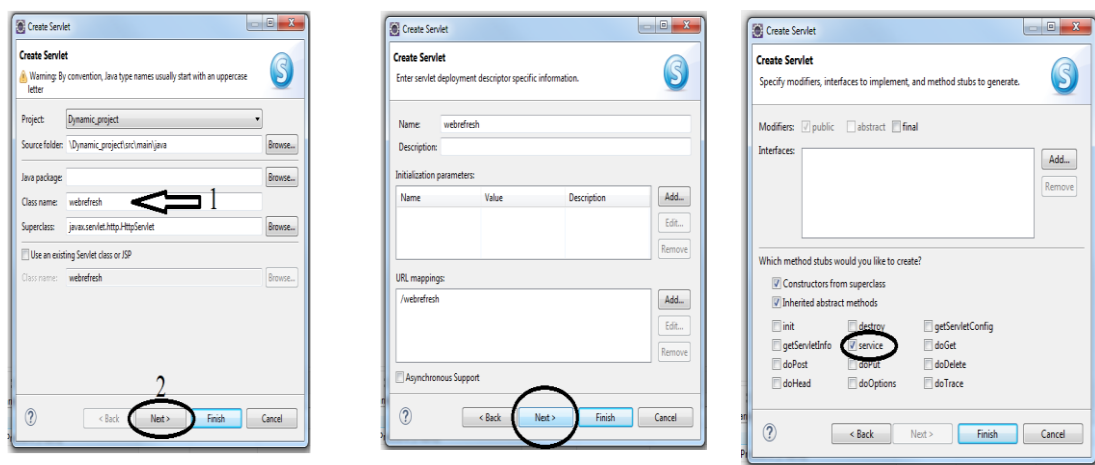 Create Servlet
Create Servlet
Warning: By convention, Java type names usually start with an uppercase
letter
Project: Dynamic_project
Source folder: \Dynamic_project\src\main\java Browse...
Java package: Browse...
Class name: webrefresh 1
Superclass: javax.servlet.http.HttpServlet Browse...
Use an existing Servlet class or JSP
Class name: webrefresh Browse...
2
? < Back Next > Finish Cancel
Create Servlet
Create Servlet
Enter servlet deployment descriptor specific information.
Name: webrefresh
Description:
Initialization parameters:
Name Value Description Add...
Edit...
Remove
URL mappings:
/webrefresh Add...
Edit...
Remove
Asynchronous Support
? < Back Next > Finish Cancel
Create Servlet
Create Servlet
Specify modifiers, interfaces to implement, and method stubs to generate.
Modifiers: public abstract final
Interfaces: Add...
Remove
Which method stubs would you like to create?
Constructors from superclass
Inherited abstract methods
init destroy getServletConfig
getServletInfo service doGet
doPost doPut doDelete
doHead doOptions doTrace
? < Back Next > Finish Cancel